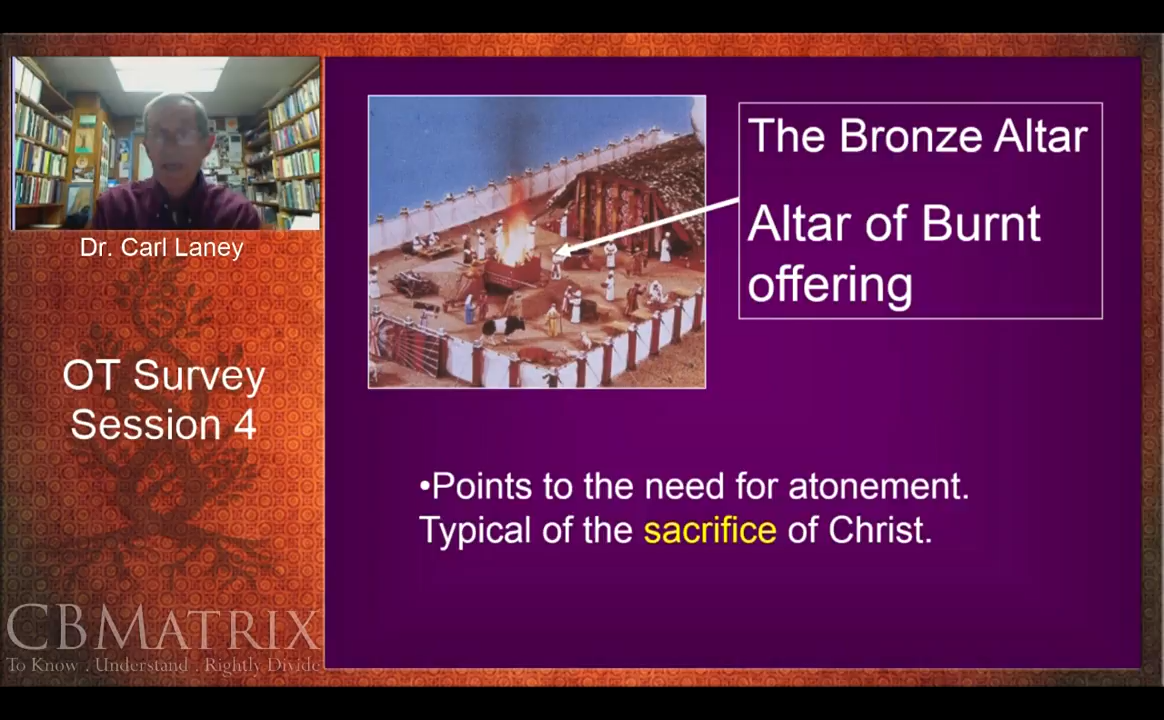 Dr. Carl Laney
OT Survey
Session 4
CBMATRIX
To Know . Understand . Rightly Divide
The Bronze Altar
Altar of Burnt
offering
•Points to the need for atonement.
Typical of the sacrifice of Christ.